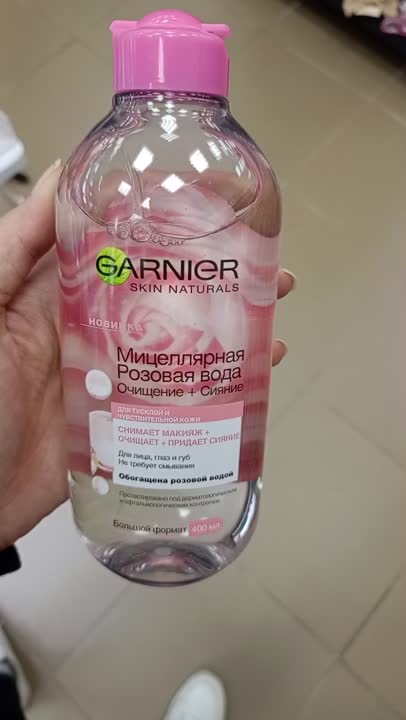 GARNIER
SKIN NATURALS
НОВИНКА
Мицеллярная
Розовая вода
Очищение + Сияние
ДЛЯ ТУСКЛОЙ И
ЧУВСТВИТЕЛЬНОЙ КОЖИ
СНИМАЕТ МАКИЯЖ +
ОЧИЩАЕТ + ПРИДАЕТ СИЯНИЕ
Для лица, глаз и губ
Не требует смывания
Обогащена розовой водой
Протестировано под дерматологическим
и офтальмологическим контролем
Большой формат 400 мл